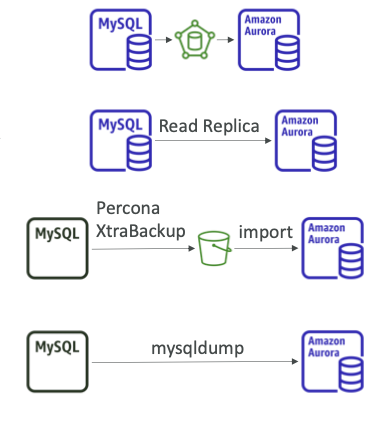 MySQL
Amazon
Aurora
MySQL
Read Replica
Amazon
Aurora
Percona
XtraBackup
MySQL
import
Amazon
Aurora
MySQL
mysqldump
Amazon
Aurora